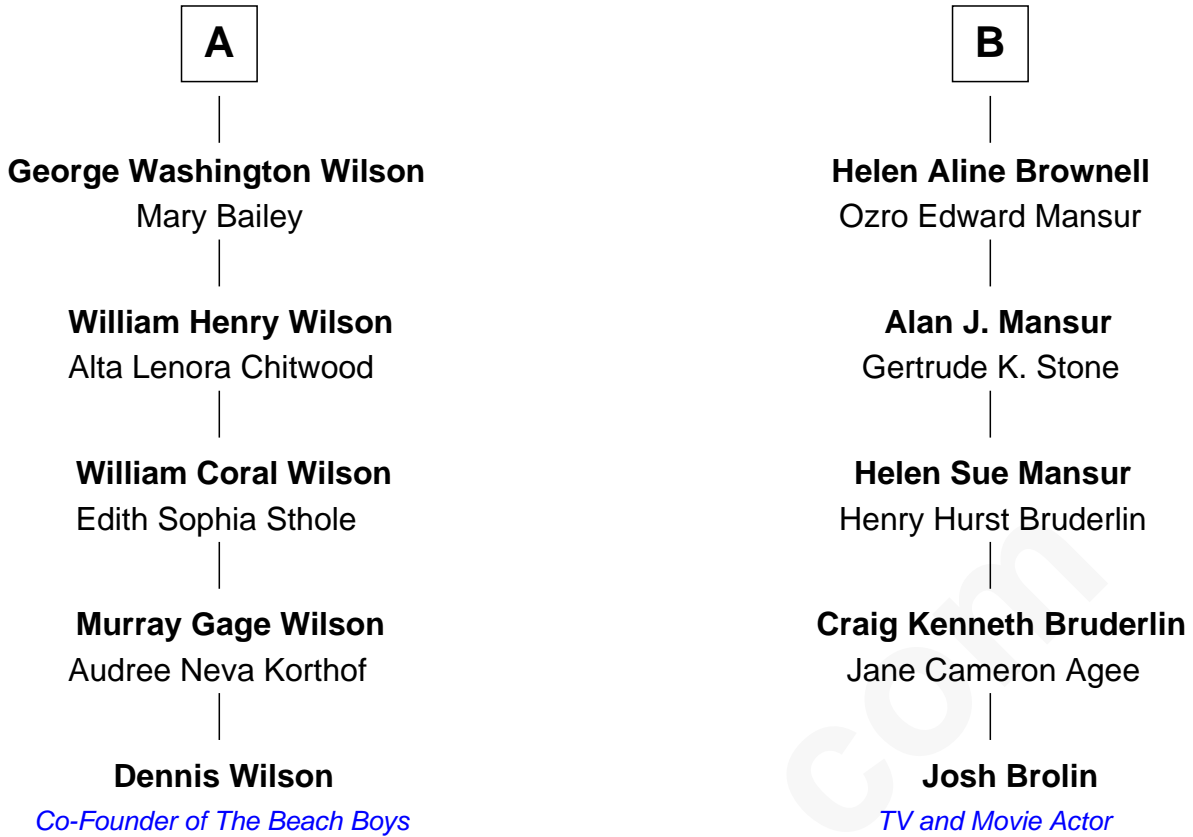 A
B
George Washington Wilson
Mary Bailey
Helen Aline Brownell
Ozro Edward Mansur
William Henry Wilson
Alta Lenora Chitwood
Alan J. Mansur
Gertrude K. Stone
William Coral Wilson
Edith Sophia Sthole
Helen Sue Mansur
Henry Hurst Bruderlin
Murray Gage Wilson
Audree Neva Korthof
Craig Kenneth Bruderlin
Jane Cameron Agee
Dennis Wilson
Co-Founder of The Beach Boys
Josh Brolin
TV and Movie Actor
com